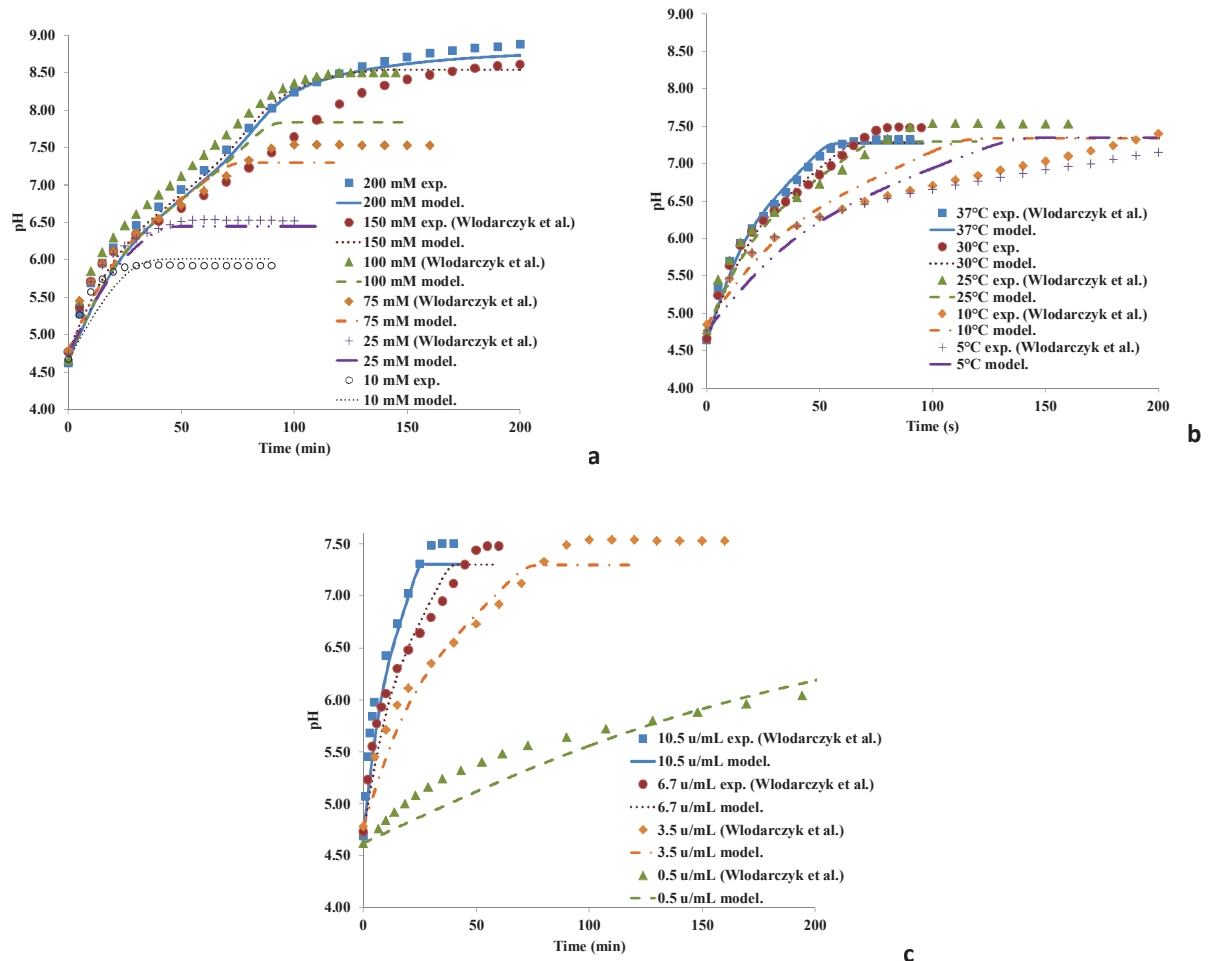 9.00
8.50
8.00
7.50
7.00
6.50
6.00
5.50
5.00
4.50
4.00
pH
0
50
100
150
200
Time (min)
200 mM exp.
200 mM model.
150 mM exp. (Wlodarczyk et al.)
150 mM model.
100 mM (Wlodarczyk et al.)
100 mM model.
75 mM (Wlodarczyk et al.)
75 mM model.
25 mM (Wlodarczyk et al.)
25 mM model.
10 mM exp.
10 mM model.
a
9.00
8.50
8.00
7.50
7.00
6.50
6.00
5.50
5.00
4.50
4.00
pH
0
50
100
150
200
Time (s)
37°C exp. (Wlodarczyk et al.)
37°C model.
30°C exp.
30°C model.
25°C exp (Wlodarczyk et al.)
25°C model.
10°C exp (Wlodarczyk et al.)
10°C model.
5°C exp (Wlodarczyk et al.)
5°C model.
b
7.50
7.00
6.50
6.00
5.50
5.00
4.50
4.00
pH
0
50
100
150
200
Time (min)
10.5 u/mL exp. (Wlodarczyk et al.)
10.5 u/mL model.
6.7 u/mL exp. (Wlodarczyk et al.)
6.7 u/mL model.
3.5 u/mL (Wlodarczyk et al.)
3.5 u/mL model.
0.5 u/mL (Wlodarczyk et al.)
0.5 u/mL model.
c